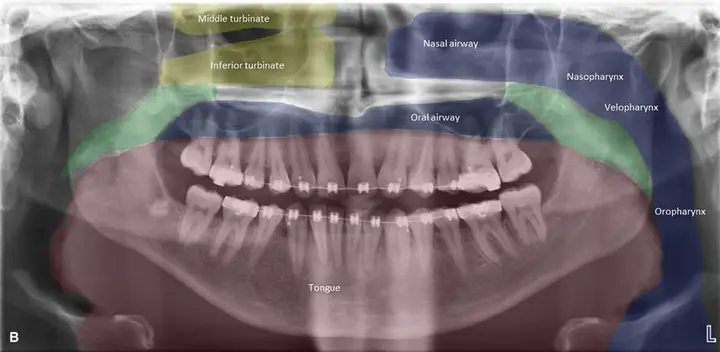 Middle turbinate
Nasal airway
Inferior turbinate
Nasopharynx
Velopharynx
Oral airway
Oropharynx
Tongue
B
L